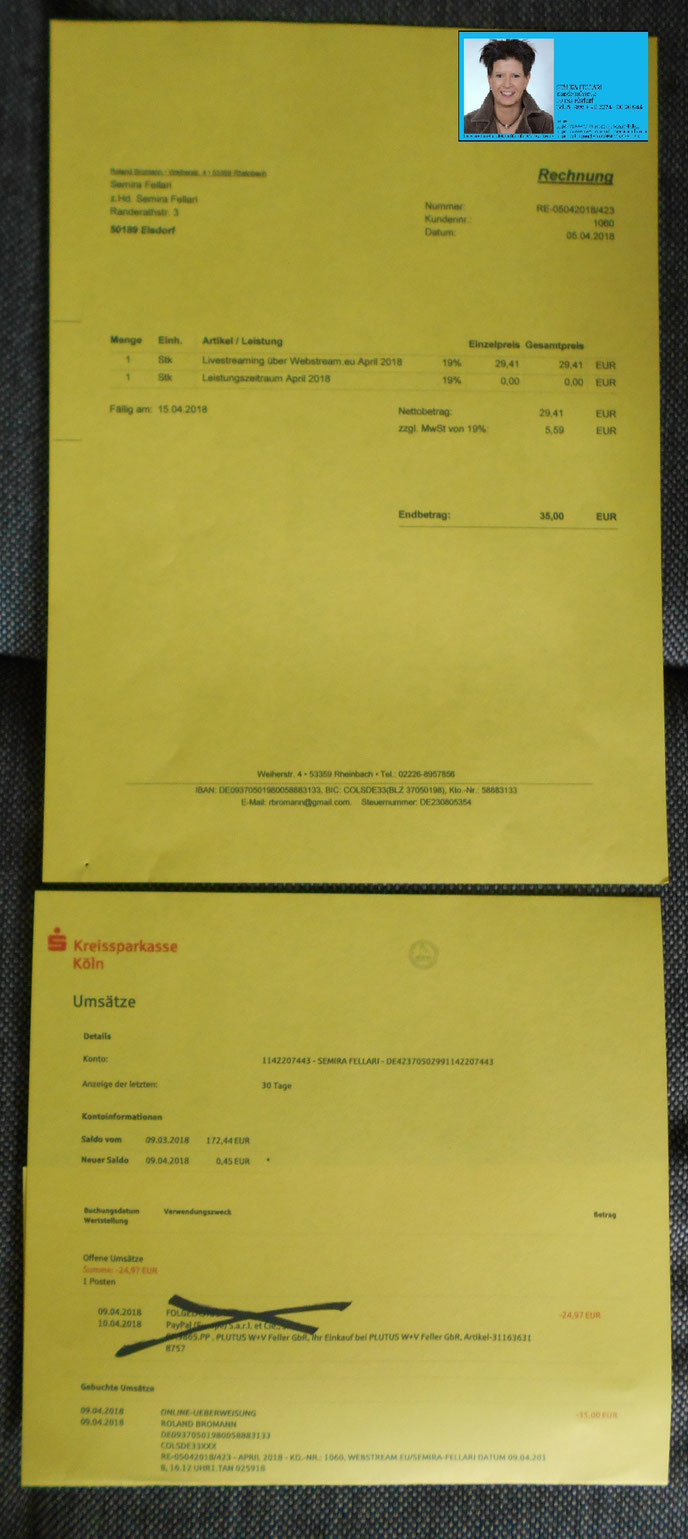 Roland Bromann • Weiherstr. 4 • 53359 Rheinbach
Semira Fellari
z.Hd. Semira Fellari
Randerathstr. 3
50189 Elsdorf
Rechnung
Nummer: RE-05042018/423
Kundennr.: 1060
Datum: 05.04.2018
Menge Einh. Artikel / Leistung Einzelpreis Gesamtpreis
1 Stk Livestreaming über Webstream.eu April 2018 19% 29,41 29,41 EUR
1 Stk Leistungszeitraum April 2018 19% 0,00 0,00 EUR
Fällig am: 15.04.2018
Nettobetrag: 29,41 EUR
zzgl. MwSt von 19%: 5,59 EUR
Endbetrag: 35,00 EUR
Weiherstr. 4 • 53359 Rheinbach • Tel.: 02226-8957856
IBAN: DE09370501980058883133, BIC: COLSDE33(BLZ 37050198), Kto.-Nr.: 58883133
E-Mail: rbromann@gmail.com. Steuernummer: DE230805354
Kreissparkasse
Köln
Umsätze
Details
Konto: 1142207443 - SEMIRA FELLARI - DE42370502991142207443
Anzeige der letzten: 30 Tage
Kontoinformationen
Saldo vom 09.03.2018 172,44 EUR
Neuer Saldo 09.04.2018 0,45 EUR *
Buchungsdatum Verwendungszweck Betrag
Wertstellung
Offene Umsätze
Summe: -24,97 EUR
1 Posten
09.04.2018 -24,97 EUR
10.04.2018 PayPal S.a.r.l. et
PLUTUS W+V Feller GbR, Ihr Einkauf bei PLUTUS W+V Feller GbR, Artikel-31163631
8757
Gebuchte Umsätze
09.04.2018 ONLINE-UEBERWEISUNG -35,00 EUR
09.04.2018 ROLAND BROMANN
DE09370501980058883133
COLSDE33XXX
RE-05042018/423 - APRIL 2018 - KD.-NR.: 1060, WEBSTREAM.EU/SEMIRA-FELLARI DATUM 09.04.201
8, 16.12 UHR1.TAN 025918